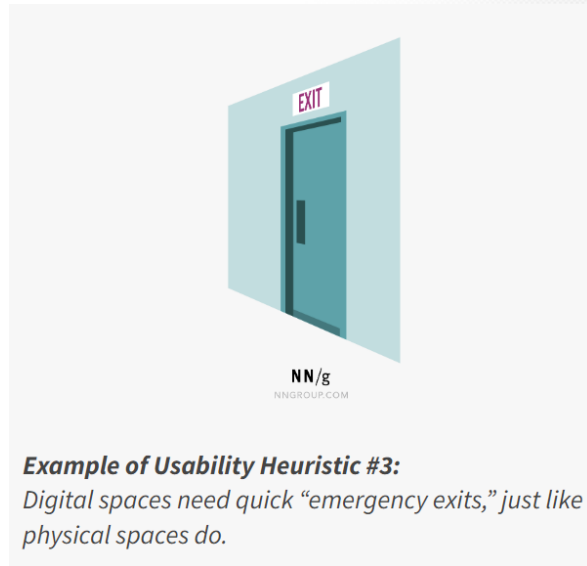 EXIT
NN/g
NNGROUP.COM
Example of Usability Heuristic #3:
Digital spaces need quick “emergency exits,” just like
physical spaces do.